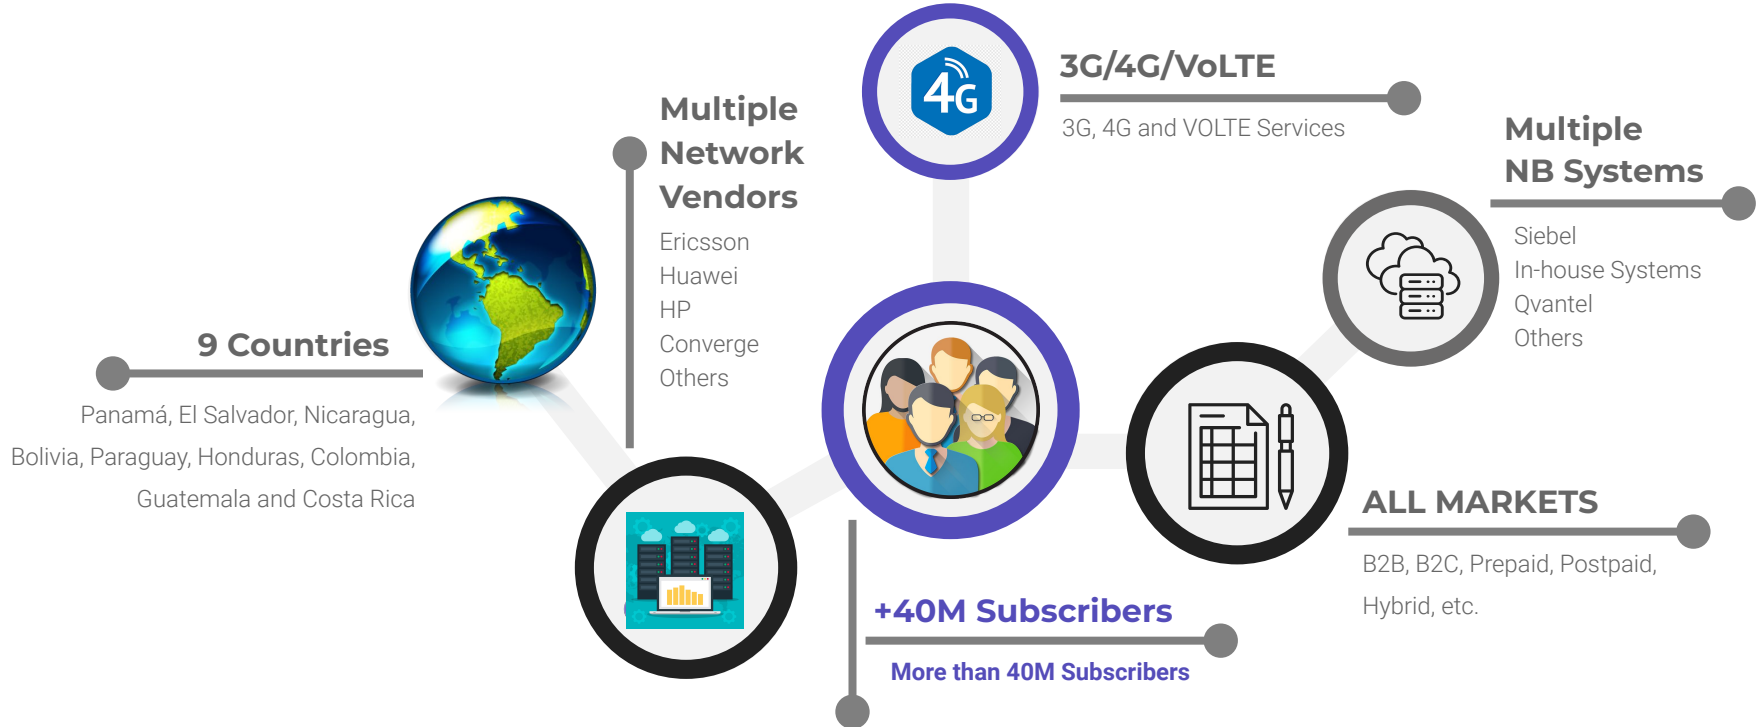 9 Countries
Panamá, El Salvador, Nicaragua,
Bolivia, Paraguay, Honduras, Colombia,
Guatemala and Costa Rica
Multiple
Network
Vendors
Ericsson
Huawei
HP
Converge
Others
4G
3G/4G/VoLTE
3G, 4G and VOLTE Services
Multiple
NB Systems
Siebel
In-house Systems
Qvantel
Others
ALL MARKETS
B2B, B2C, Prepaid, Postpaid,
Hybrid, etc.
+40M Subscribers
More than 40M Subscribers